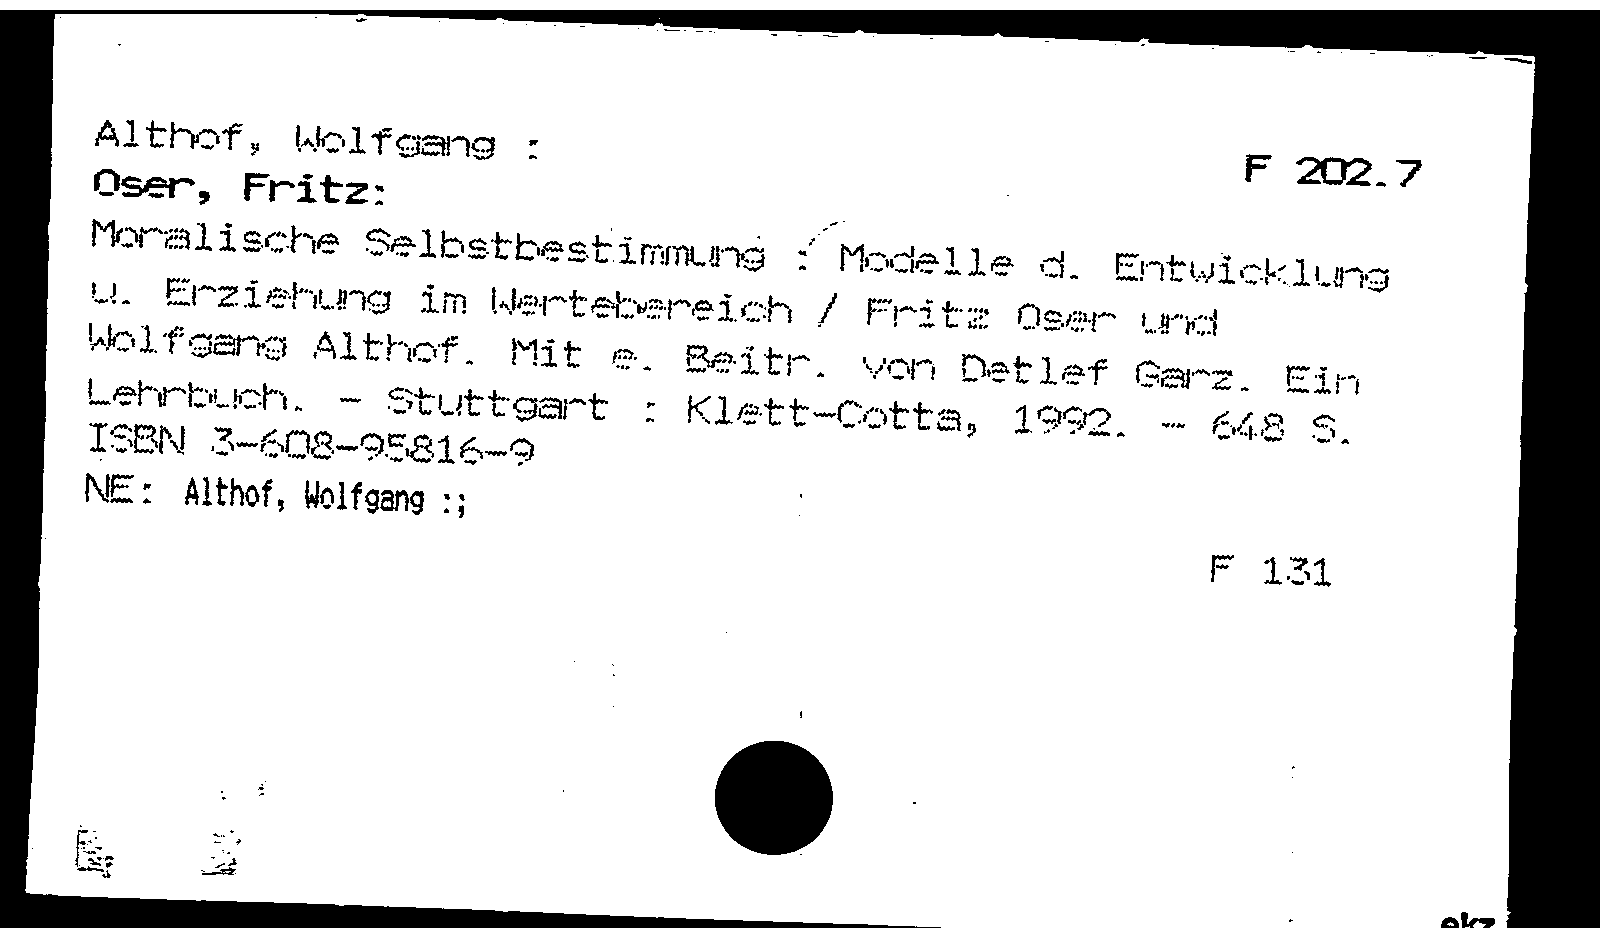 Althof, Wolfgang :
F 202.7
Oser, Fritz:
Moralische Selbstbestimmung : Modelle d. Entwicklung
u. Erziehung im Wertebereich / Fritz Oser und
Wolfgang Althof. Mit e. Beitr. von Detlef Garz. Ein
Lehrbuch. - Stuttgart : Klett-Cotta, 1992. - 648 S.
ISBN 3-608-95816-9
NE: Althof, Wolfgang :;
F 131
ekz